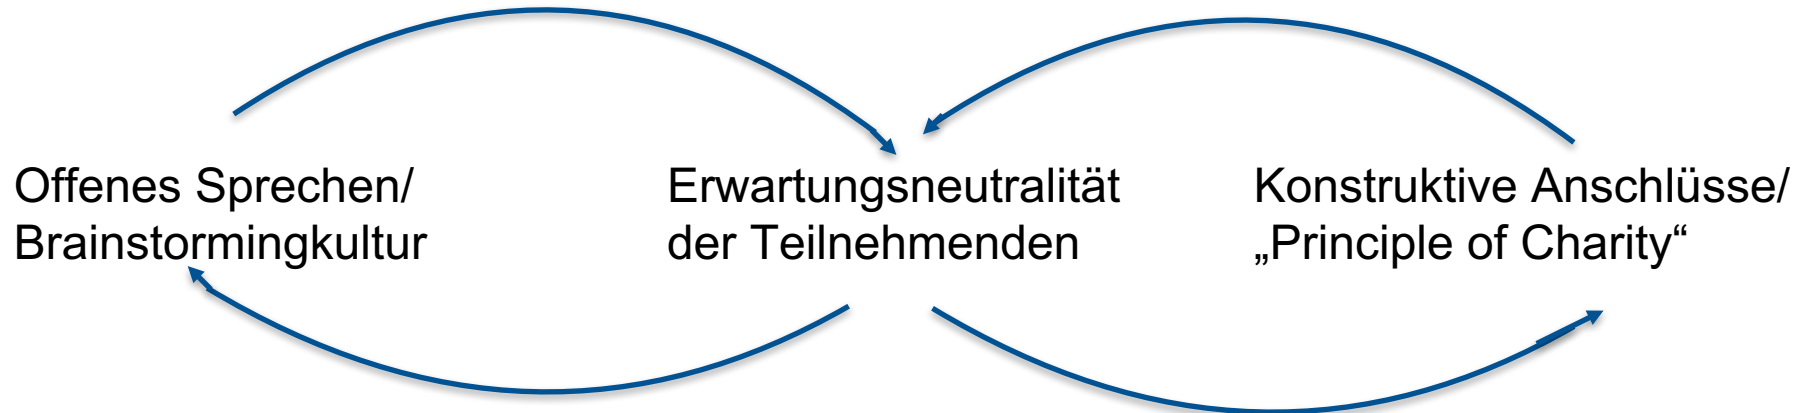 Offenes Sprechen/
Brainstormingkultur
Erwartungsneutralität
der Teilnehmenden
Konstruktive Anschlüsse/
„Principle of Charity“